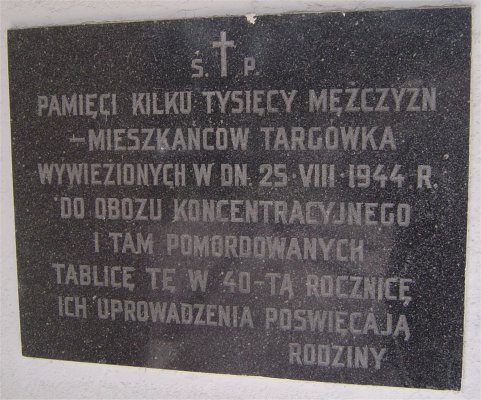 Ś. P.
PAMIĘCI KILKU TYSIĘCY MĘŻCZYZN
-MIESZKAŃCÓW TARGÓWKA
WYWIEZIONYCH W DN. 25 VIII 1944 R.
DO OBOZU KONCENTRACYJNEGO
I TAM POMORDOWANYCH
TABLICĘ TĘ W 40-TĄ ROCZNICĘ
ICH UPROWADZENIA POŚWIĘCAJĄ
RODZINY